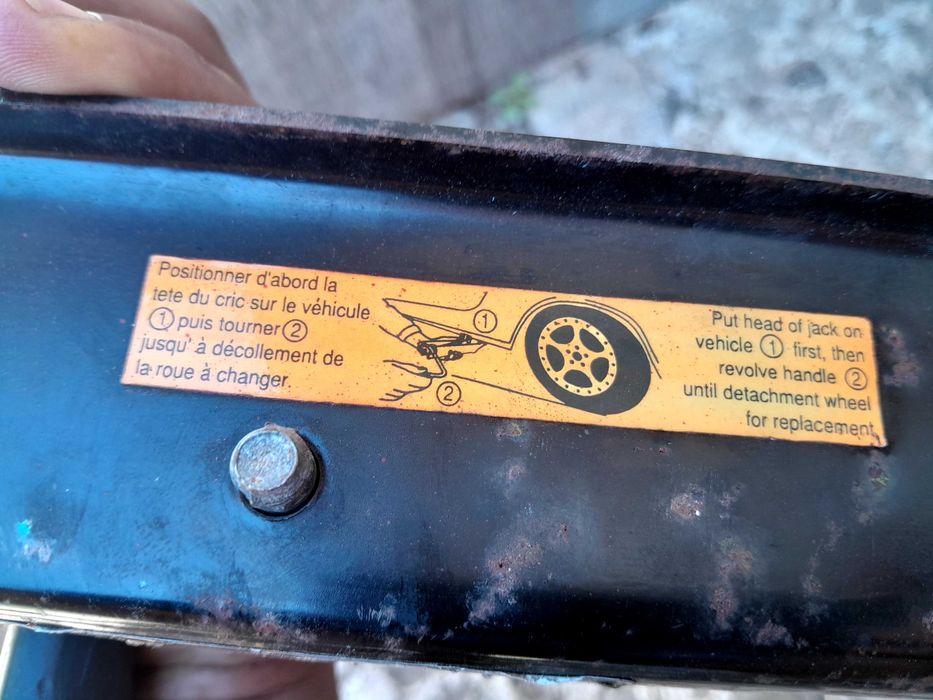 Positionner d'abord la
tete du cric sur le véhicule
① puis tourner ②
jusqu' à décollement de
la roue à changer.
①
②
Put head of jack on
vehicle ① first, then
revolve handle ②
until detachment wheel
for replacement